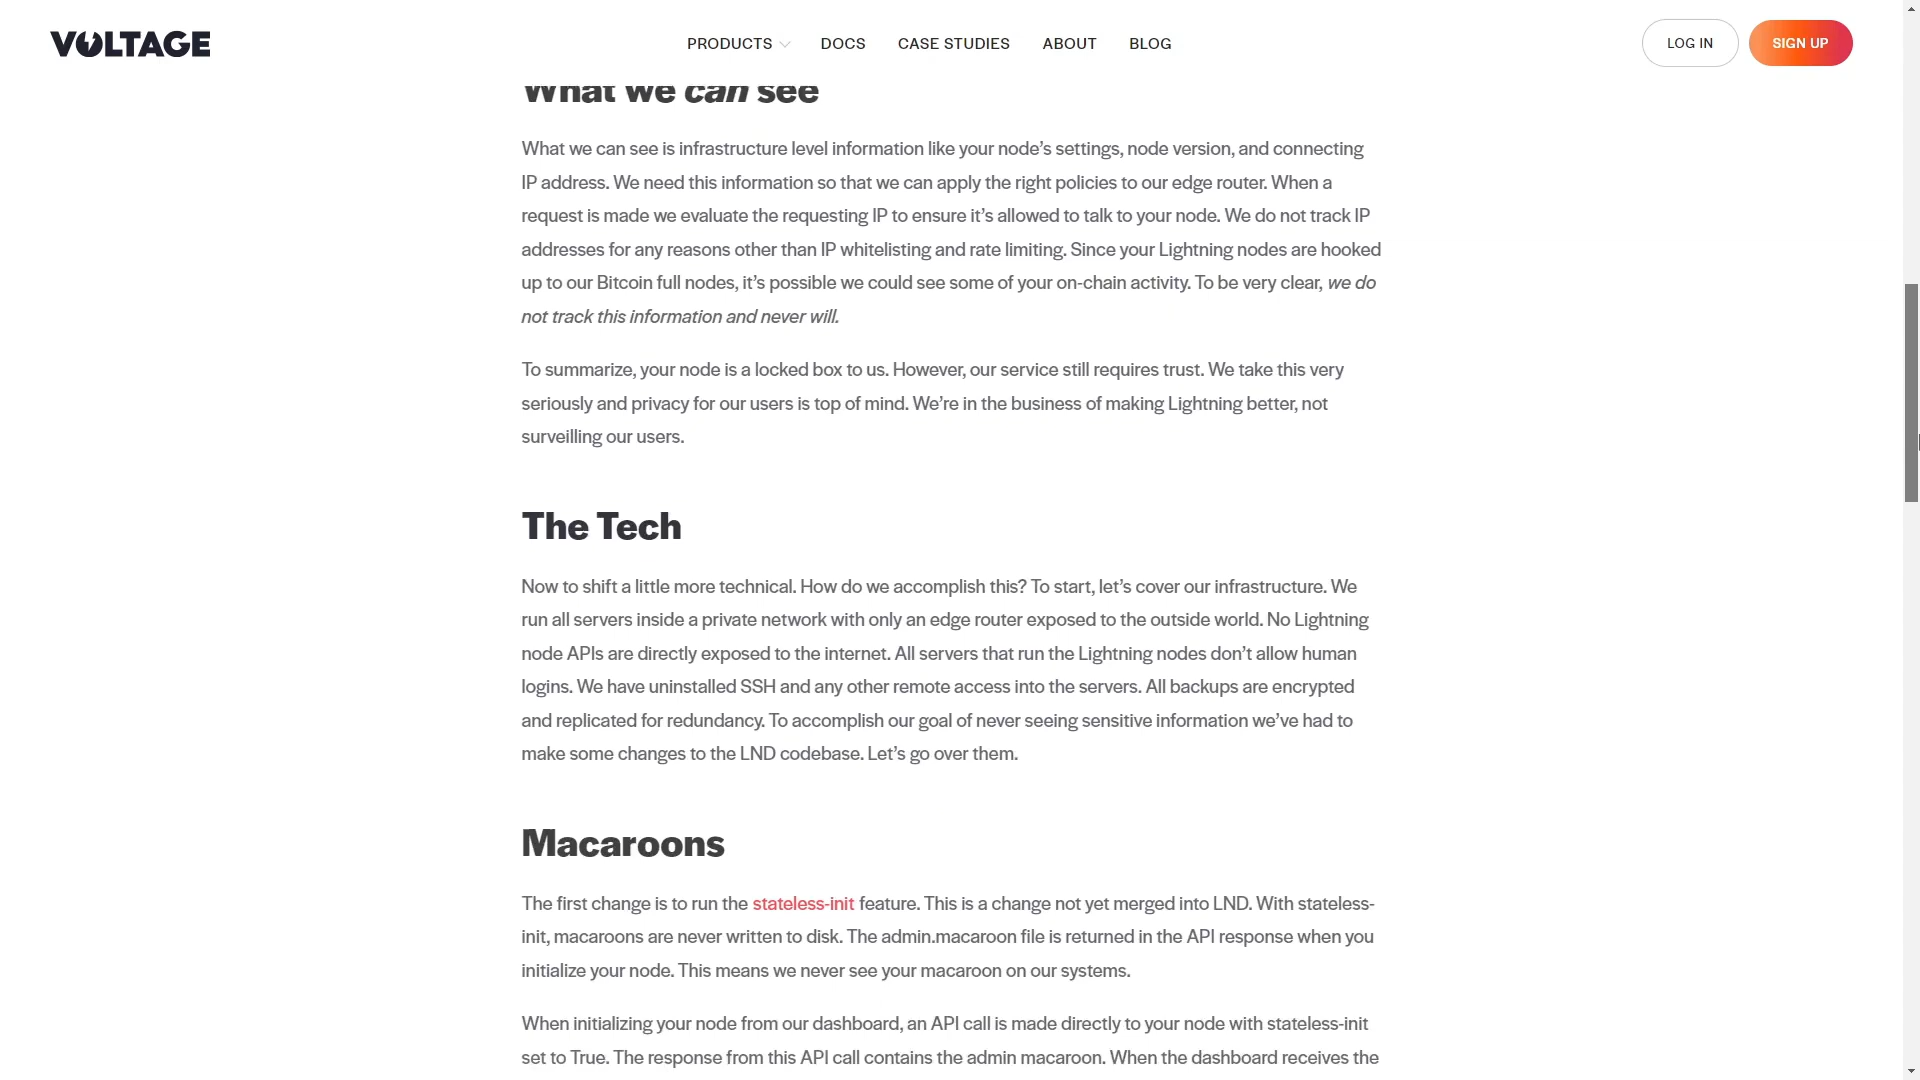 VOLTAGE
PRODUCTS
DOCS
CASE STUDIES
ABOUT
BLOG
LOG IN
SIGN UP
What we can see
What we can see is infrastructure level information like your node’s settings, node version, and connecting
IP address. We need this information so that we can apply the right policies to our edge router. When a
request is made we evaluate the requesting IP to ensure it’s allowed to talk to your node. We do not track IP
addresses for any reasons other than IP whitelisting and rate limiting. Since your Lightning nodes are hooked
up to our Bitcoin full nodes, it’s possible we could see some of your on-chain activity. To be very clear, we do
not track this information and never will.
To summarize, your node is a locked box to us. However, our service still requires trust. We take this very
seriously and privacy for our users is top of mind. We’re in the business of making Lightning better, not
surveilling our users.
The Tech
Now to shift a little more technical. How do we accomplish this? To start, let’s cover our infrastructure. We
run all servers inside a private network with only an edge router exposed to the outside world. No Lightning
node APIs are directly exposed to the internet. All servers that run the Lightning nodes don’t allow human
logins. We have uninstalled SSH and any other remote access into the servers. All backups are encrypted
and replicated for redundancy. To accomplish our goal of never seeing sensitive information we’ve had to
make some changes to the LND codebase. Let’s go over them.
Macaroons
The first change is to run the stateless-init feature. This is a change not yet merged into LND. With stateless-
init, macaroons are never written to disk. The admin.macaroon file is returned in the API response when you
initialize your node. This means we never see your macaroon on our systems.
When initializing your node from our dashboard, an API call is made directly to your node with stateless-init
set to True. The response from this API call contains the admin macaroon. When the dashboard receives the